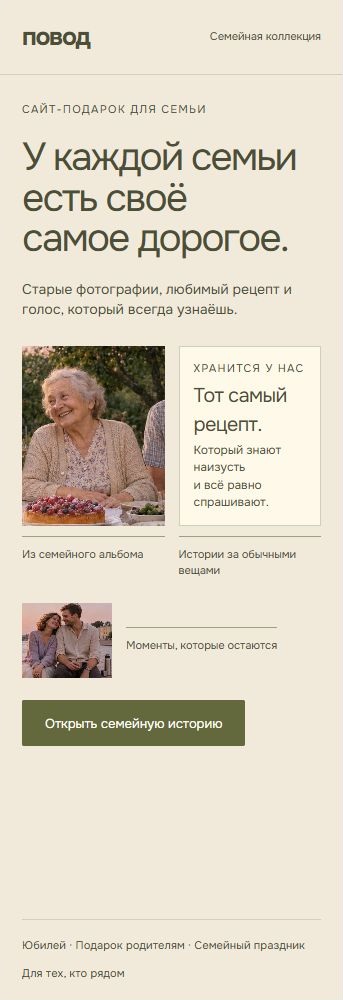 повод
Семейная коллекция
САЙТ-ПОДАРОК ДЛЯ СЕМЬИ
У каждой семьи
есть своё
самое дорогое.
Старые фотографии, любимый рецепт и
голос, который всегда узнаёшь.
ХРАНИТСЯ У НАС
Тот самый
рецепт.
Который знают
наизусть
и всё равно
спрашивают.
Из семейного альбома
Истории за обычными
вещами
Моменты, которые остаются
Открыть семейную историю
Юбилей · Подарок родителям · Семейный праздник
Для тех, кто рядом